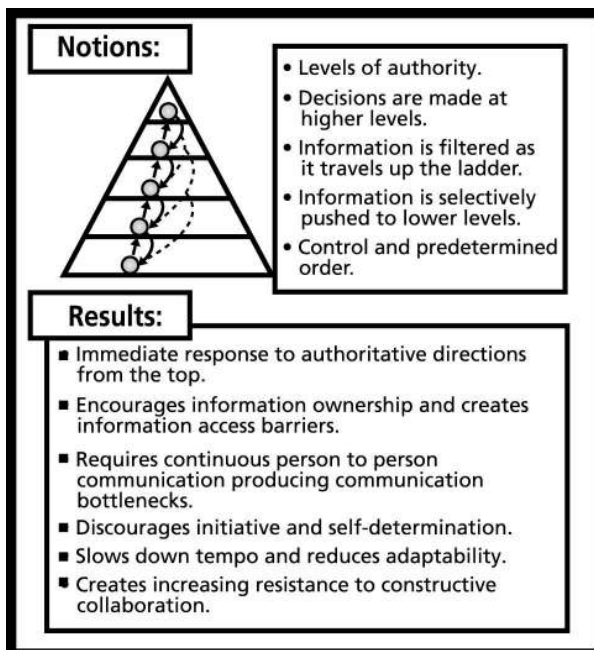 Notions:
• Levels of authority.
• Decisions are made at
higher levels.
• Information is filtered as
it travels up the ladder.
• Information is selectively
pushed to lower levels.
• Control and predetermined
order.
Results:
■ Immediate response to authoritative directions
from the top.
■ Encourages information ownership and creates
information access barriers.
■ Requires continuous person to person
communication producing communication
bottlenecks.
■ Discourages initiative and self-determination.
■ Slows down tempo and reduces adaptability.
■ Creates increasing resistance to constructive
collaboration.